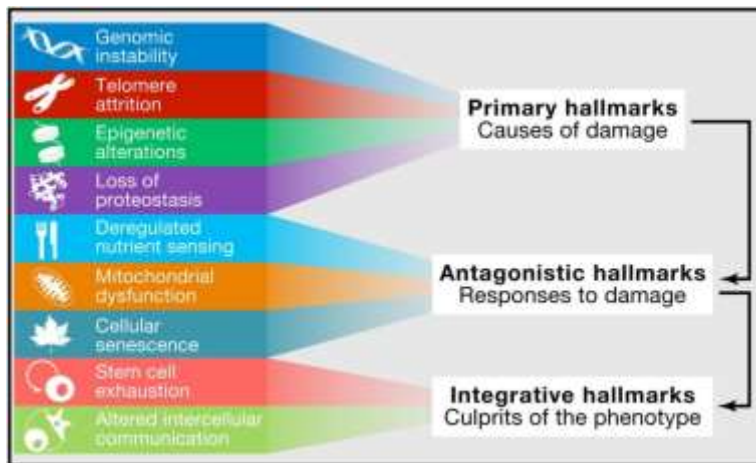 Genomic
instability
Telomere
attrition
Epigenetic
alterations
Loss of
proteostasis
Deregulated
nutrient sensing
Mitochondrial
dysfunction
Cellular
senescence
Stem cell
exhaustion
Altered intercellular
communication
Primary hallmarks
Causes of damage
Antagonistic hallmarks
Responses to damage
Integrative hallmarks
Culprits of the phenotype